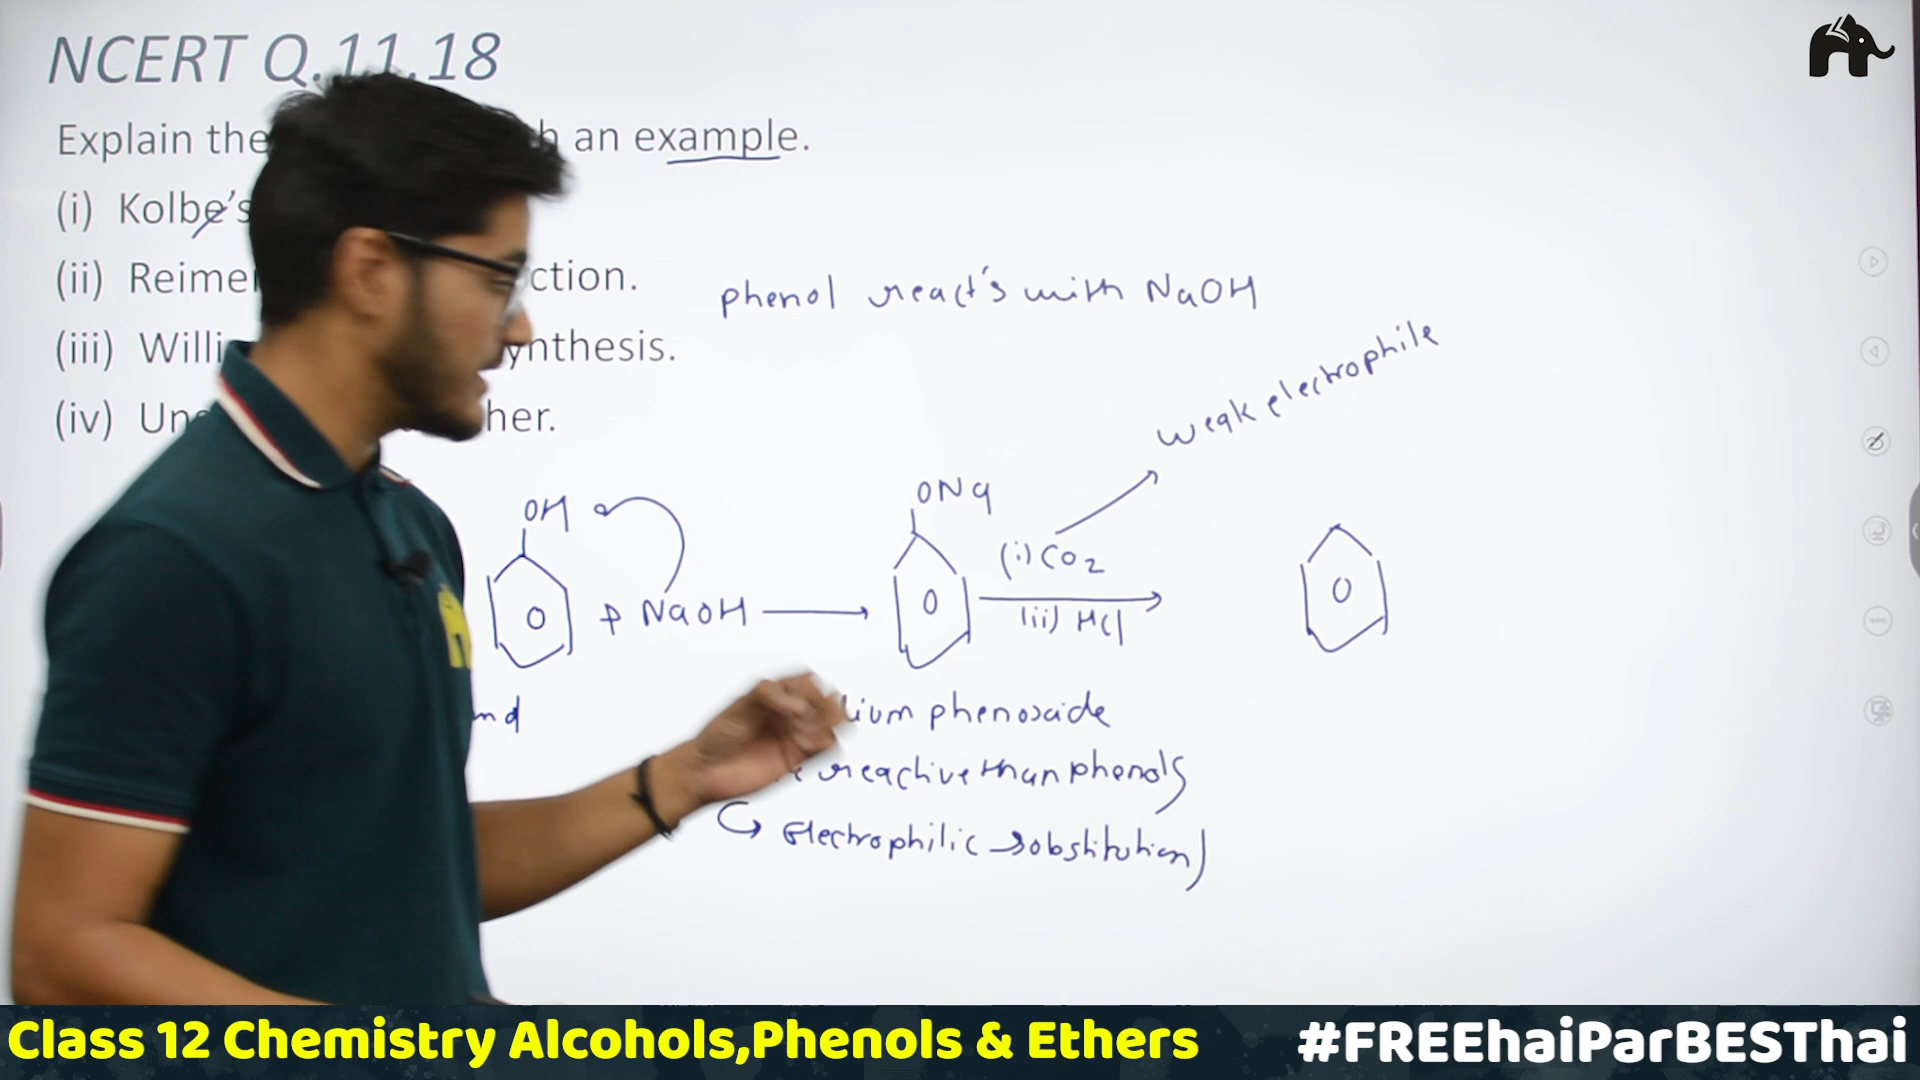 NCERT Q.11.18
Explain the an example.
(i) Kolbe's
(ii) Reimer ction.
(iii) Willi ynthesis.
(iv) Un her.
phenol react's with NaOH
weak electrophile
OH
ONa
(i) CO2
+ NaOH
(ii) HCl
ium phenoxide
reactive than phenols
electrophilic substitution)
Class 12 Chemistry Alcohols,Phenols & Ethers
#FREEhaiParBESThai